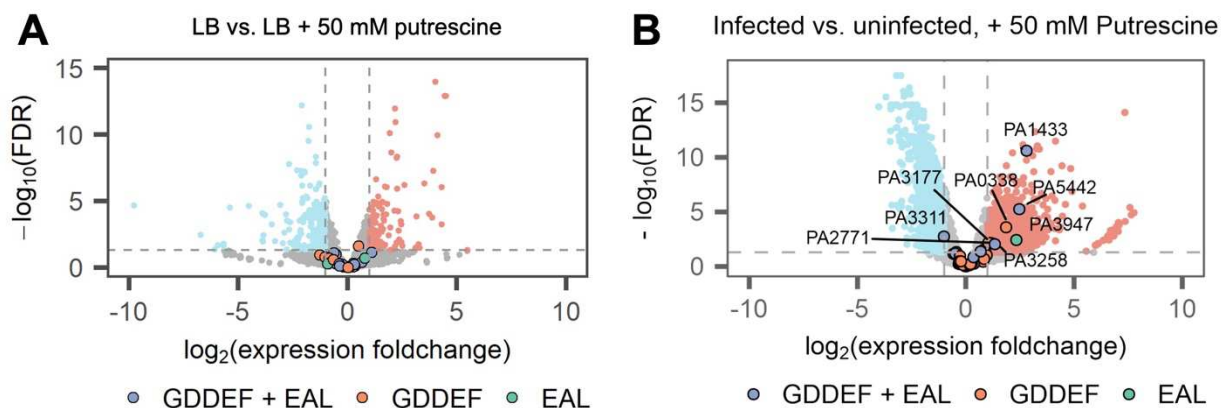 A
LB vs. LB + 50 mM putrescine
−log10(FDR)
15
10
5
0
-10
-5
0
5
10
log2(expression foldchange)
GDDEF + EAL
GDDEF
EAL
B
Infected vs. uninfected, + 50 mM Putrescine
- log10(FDR)
15
10
5
0
PA1433
PA3177
PA0338
PA5442
PA3311
PA3947
PA2771
PA3258
-10
-5
0
5
10
log2(expression foldchange)
GDDEF + EAL
GDDEF
EAL